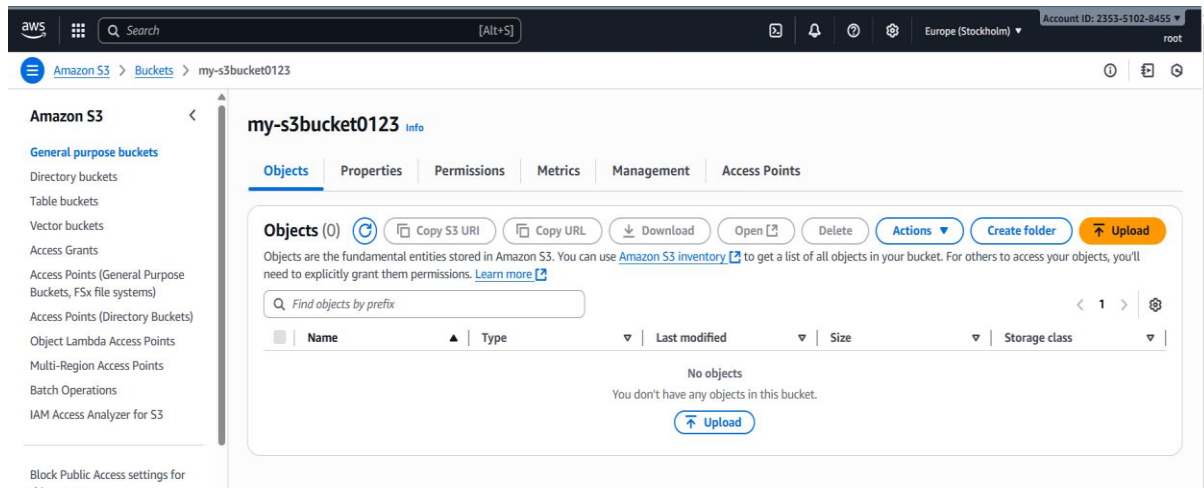 aws
Search [Alt+S]
Europe (Stockholm) ▼
Account ID: 2353-5102-8455 ▼
root
Amazon S3 > Buckets > my-s3bucket0123
Amazon S3
General purpose buckets
Directory buckets
Table buckets
Vector buckets
Access Grants
Access Points (General Purpose
Buckets, FSx file systems)
Access Points (Directory Buckets)
Object Lambda Access Points
Multi-Region Access Points
Batch Operations
IAM Access Analyzer for S3
Block Public Access settings for
my-s3bucket0123 Info
Objects Properties Permissions Metrics Management Access Points
Objects (0) Copy S3 URI Copy URL Download Open Delete Actions ▼ Create folder Upload
Objects are the fundamental entities stored in Amazon S3. You can use Amazon S3 inventory to get a list of all objects in your bucket. For others to access your objects, you'll
need to explicitly grant them permissions. Learn more
Find objects by prefix
< 1 >
Name ▲ Type Last modified Size Storage class
No objects
You don't have any objects in this bucket.
Upload